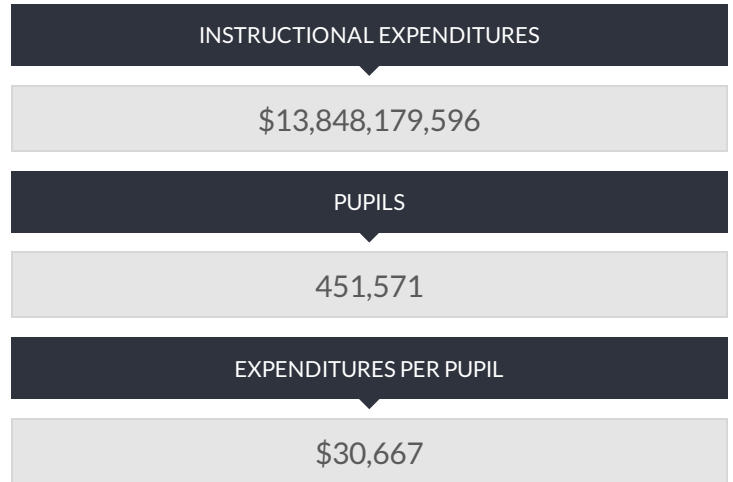 INSTRUCTIONAL EXPENDITURES
$13,848,179,596
PUPILS
451,571
EXPENDITURES PER PUPIL
$30,667